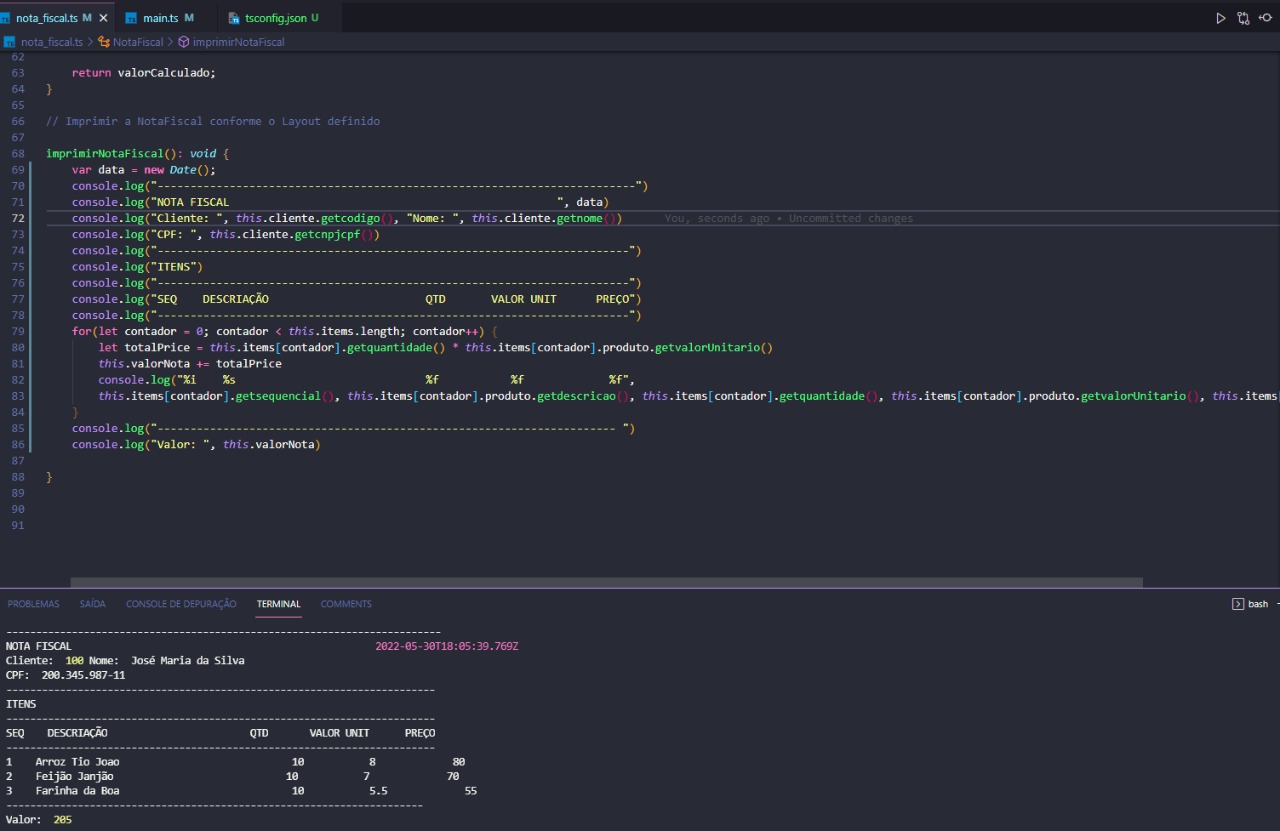 nota_fiscal.ts M ✕ main.ts M tsconfig.json U
nota_fiscal.ts > NotaFiscal > imprimirNotaFiscal
62
63 return valorCalculado;
64 }
65
66 // Imprimir a NotaFiscal conforme o Layout definido
67
68 imprimirNotaFiscal(): void {
69 var data = new Date();
70 console.log("-------------------------------------------------------------------------")
71 console.log("NOTA FISCAL                                                  ", data)
72 console.log("Cliente: ", this.cliente.getcodigo(), "Nome: ", this.cliente.getnome()) You, seconds ago • Uncommitted changes
73 console.log("CPF: ", this.cliente.getcnpjcpf())
74 console.log("------------------------------------------------------------------------")
75 console.log("ITENS")
76 console.log("------------------------------------------------------------------------")
77 console.log("SEQ    DESCRIAÇÃO                        QTD       VALOR UNIT      PREÇO")
78 console.log("------------------------------------------------------------------------")
79 for(let contador = 0; contador < this.items.length; contador++) {
80 let totalPrice = this.items[contador].getquantidade() * this.items[contador].produto.getvalorUnitario()
81 this.valorNota += totalPrice
82 console.log("%i    %s                             %f           %f             %f",
83 this.items[contador].getsequencial(), this.items[contador].produto.getdescricao(), this.items[contador].getquantidade(), this.items[contador].produto.getvalorUnitario(), this.items
84 }
85 console.log("---------------------------------------------------------------------- ")
86 console.log("Valor: ", this.valorNota)
87
88 }
89
90
91
PROBLEMAS SAÍDA CONSOLE DE DEPURAÇÃO TERMINAL COMMENTS bash
-------------------------------------------------------------------------
NOTA FISCAL 2022-05-30T18:05:39.769Z
Cliente:  100 Nome:  José Maria da Silva
CPF:  200.345.987-11
------------------------------------------------------------------------
ITENS
------------------------------------------------------------------------
SEQ DESCRIAÇÃO QTD VALOR UNIT PREÇO
------------------------------------------------------------------------
1 Arroz Tio Joao 10 8 80
2 Feijão Janjão 10 7 70
3 Farinha da Boa 10 5.5 55
----------------------------------------------------------------------
Valor:  205